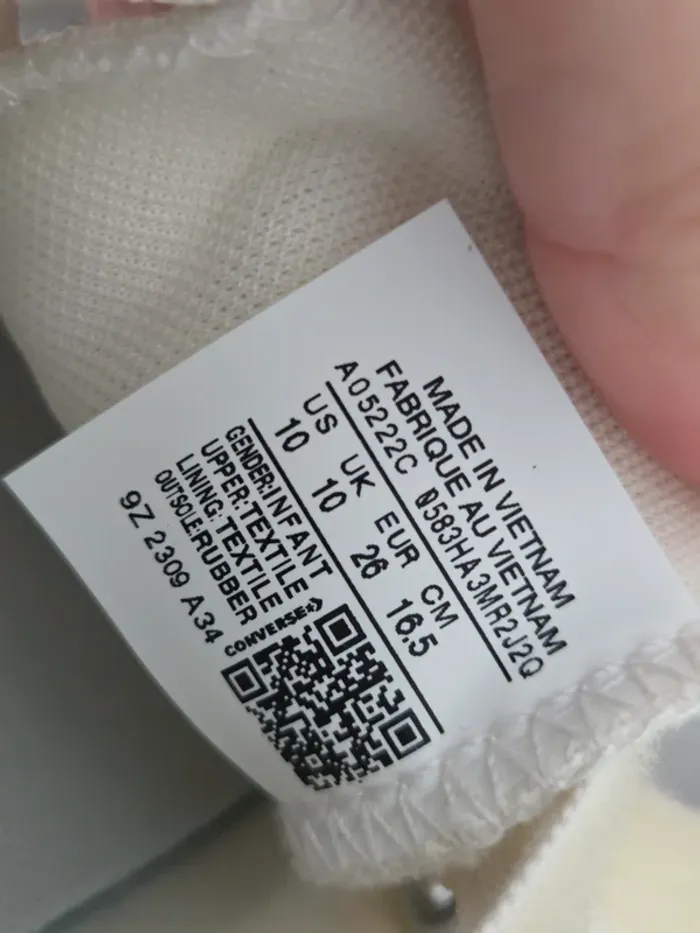 MADE IN VIETNAM
FABRIQUE AU VIETNAM
A05222C 0583HA3MR2J2Q
US UK EUR CM
10 10 26 16.5
GENDER:INFANT
UPPER:TEXTILE
LINING:TEXTILE
OUTSOLE:RUBBER
9Z 2309 A34
CONVERSE